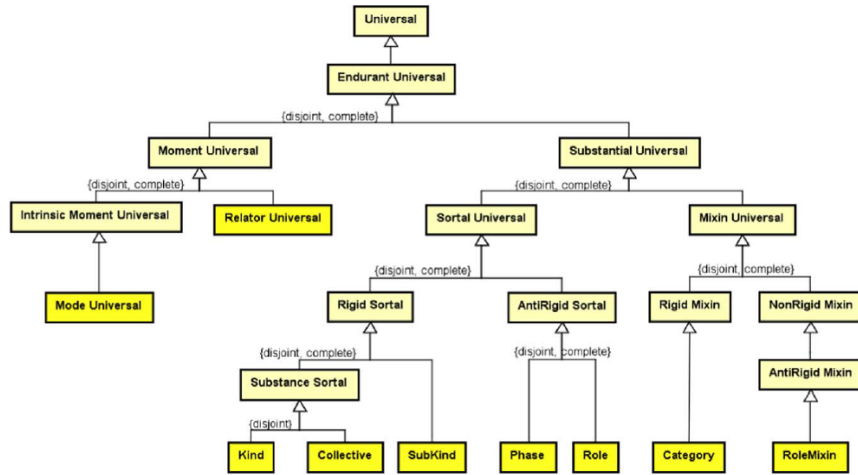 Universal
Endurant Universal
{disjoint, complete}
Moment Universal
Substantial Universal
{disjoint, complete}
{disjoint, complete}
Intrinsic Moment Universal
Relator Universal
Sortal Universal
Mixin Universal
{disjoint, complete}
{disjoint, complete}
Mode Universal
Rigid Sortal
AntiRigid Sortal
Rigid Mixin
NonRigid Mixin
{disjoint, complete}
{disjoint, complete}
Substance Sortal
AntiRigid Mixin
{disjoint}
Kind
Collective
SubKind
Phase
Role
Category
RoleMixin